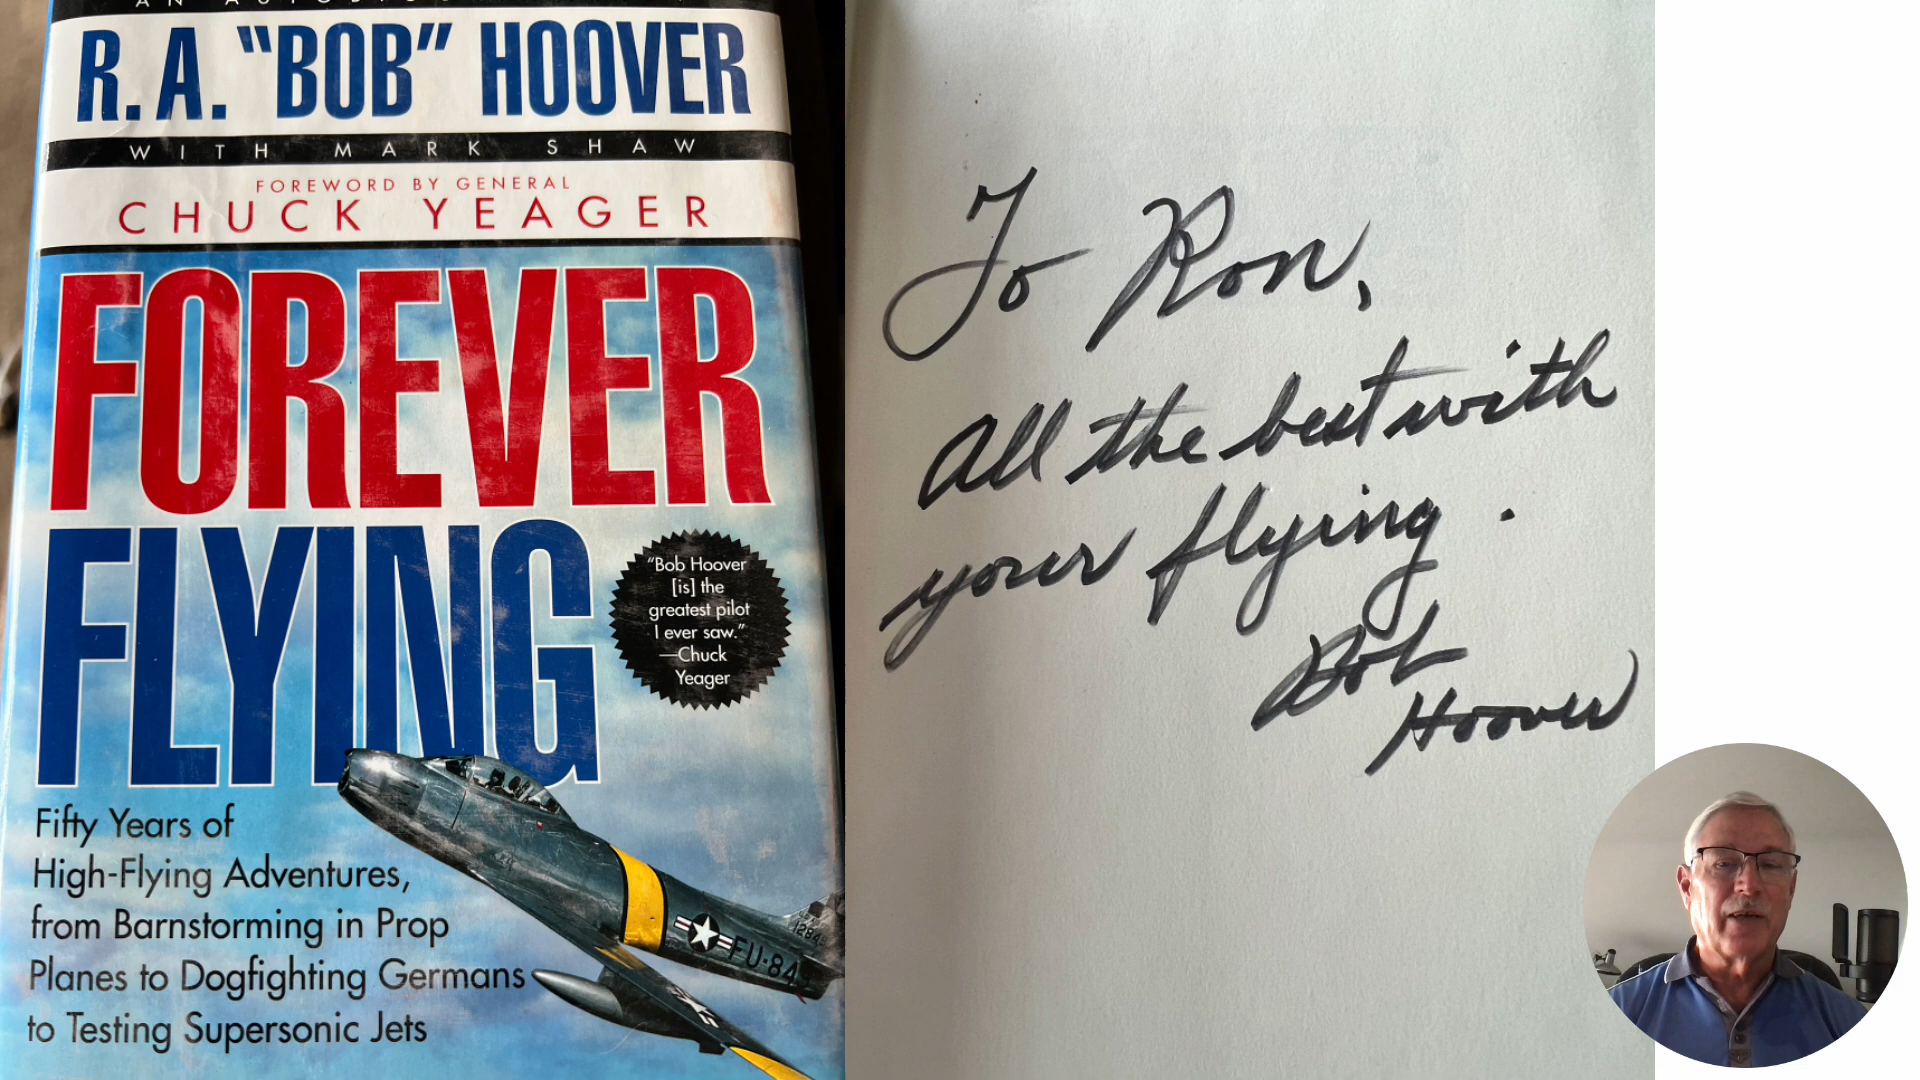 AN AUTOBIOGRAPHY
R. A. “BOB” HOOVER
WITH MARK SHAW
FOREWORD BY GENERAL
CHUCK YEAGER
FOREVER
FLYING
“Bob Hoover
[is] the
greatest pilot
I ever saw.”
—Chuck
Yeager
Fifty Years of
High-Flying Adventures,
from Barnstorming in Prop
Planes to Dogfighting Germans
to Testing Supersonic Jets
To Ron,
All the best with
your flying.
Bob
Hoover